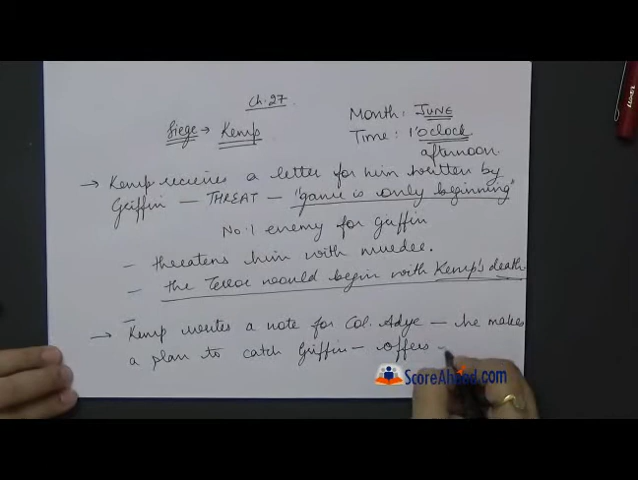 Ch. 27
Siege → Kemp
Month: JUNE
Time: 1'oclock
afternoon.
→ Kemp receives a letter for him written by
Griffin — THREAT — "game is only beginning"
No.1 enemy for Griffin
- threatens him with murder.
- the Terror would begin with Kemp's death
→ Kemp writes a note for Col. Adye — he makes
a plan to catch Griffin — offers -
ScoreAhead.com